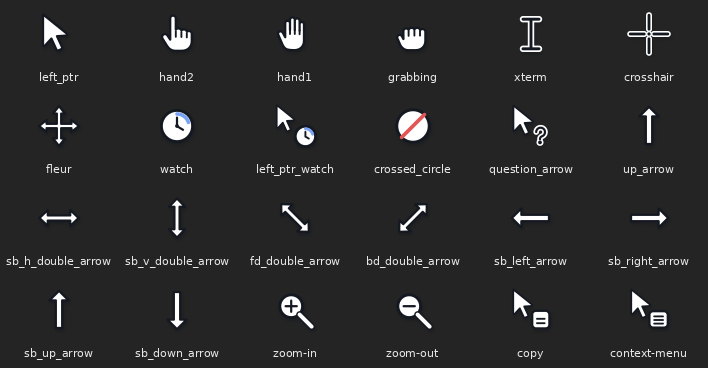 left_ptr hand2 hand1 grabbing xterm crosshair
fleur watch left_ptr_watch crossed_circle question_arrow up_arrow
sb_h_double_arrow sb_v_double_arrow fd_double_arrow bd_double_arrow sb_left_arrow sb_right_arrow
sb_up_arrow sb_down_arrow zoom-in zoom-out copy context-menu